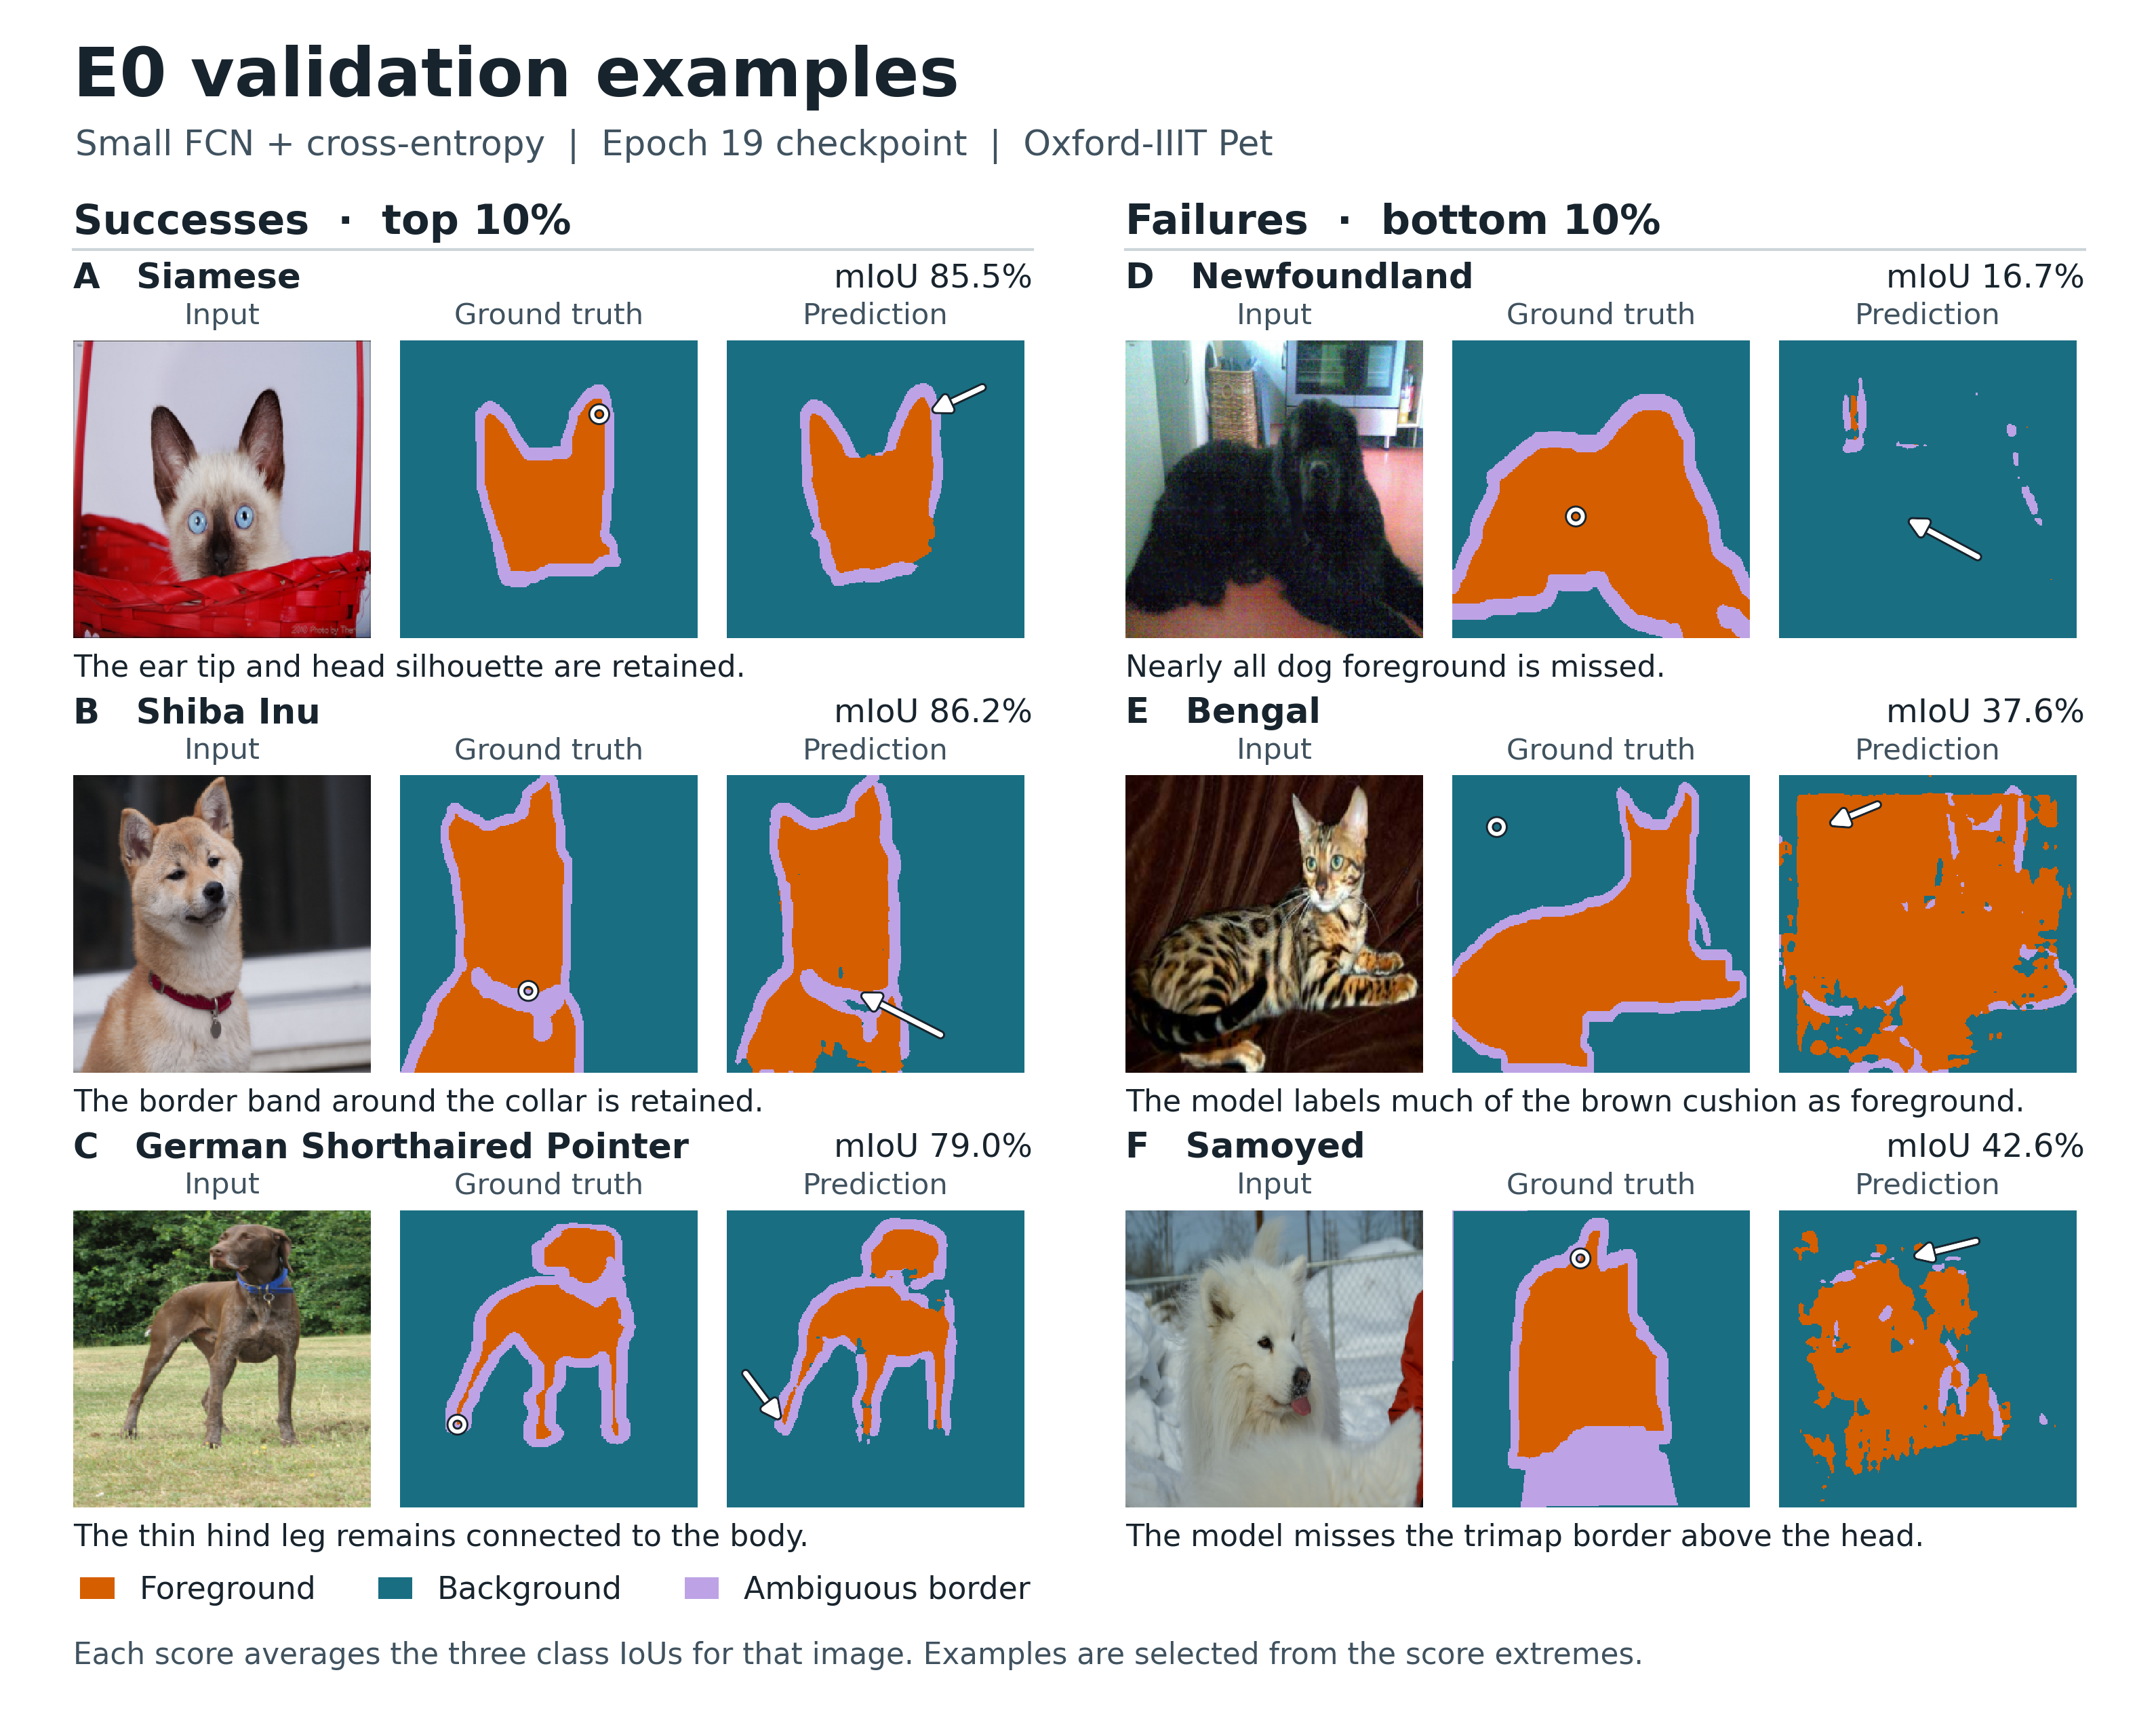 E0 validation examples
Small FCN + cross-entropy | Epoch 19 checkpoint | Oxford-IIIT Pet
Successes · top 10%
A Siamese mIoU 85.5%
Input Ground truth Prediction
The ear tip and head silhouette are retained.
B Shiba Inu mIoU 86.2%
Input Ground truth Prediction
The border band around the collar is retained.
C German Shorthaired Pointer mIoU 79.0%
Input Ground truth Prediction
The thin hind leg remains connected to the body.
Failures · bottom 10%
D Newfoundland mIoU 16.7%
Input Ground truth Prediction
Nearly all dog foreground is missed.
E Bengal mIoU 37.6%
Input Ground truth Prediction
The model labels much of the brown cushion as foreground.
F Samoyed mIoU 42.6%
Input Ground truth Prediction
The model misses the trimap border above the head.
Foreground Background Ambiguous border
Each score averages the three class IoUs for that image. Examples are selected from the score extremes.